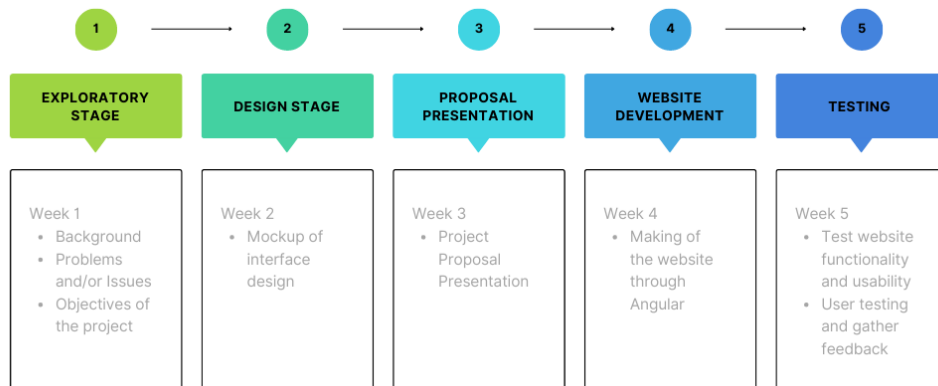 1
2
3
4
5
EXPLORATORY
STAGE
DESIGN STAGE
PROPOSAL
PRESENTATION
WEBSITE
DEVELOPMENT
TESTING
Week 1
• Background
• Problems
and/or Issues
• Objectives of
the project
Week 2
• Mockup of
interface
design
Week 3
• Project
Proposal
Presentation
Week 4
• Making of
the website
through
Angular
Week 5
• Test website
functionality
and usability
• User testing
and gather
feedback